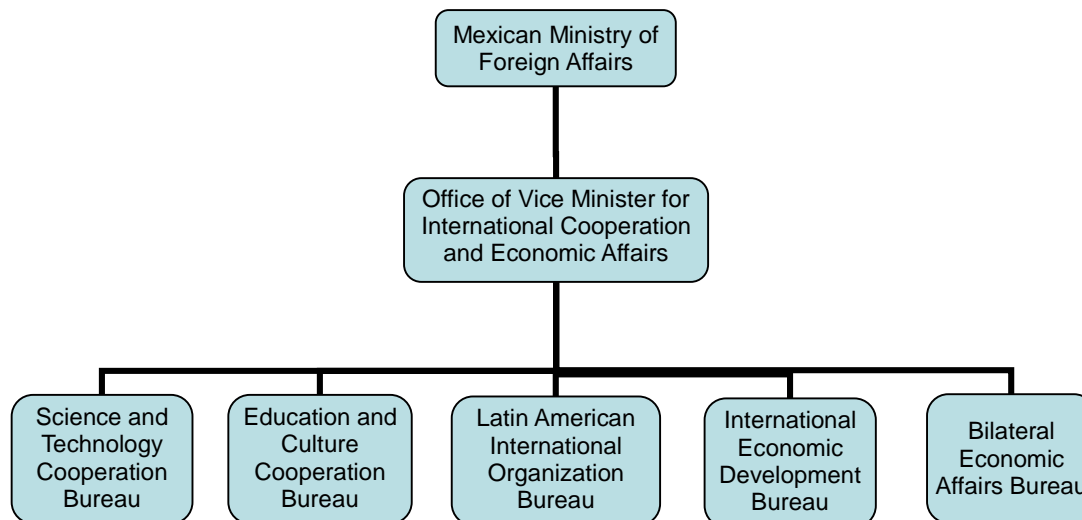 Mexican Ministry of
Foreign Affairs
Office of Vice Minister for
International Cooperation
and Economic Affairs
Science and
Technology
Cooperation
Bureau
Education and
Culture
Cooperation
Bureau
Latin American
International
Organization
Bureau
International
Economic
Development
Bureau
Bilateral
Economic
Affairs Bureau